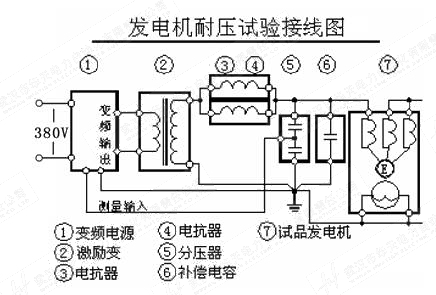 发电机耐压试验接线图
① ② ③ ④ ⑤ ⑥ ⑦
380V
变频输出
E
测量输入
①变频电源 ④电抗器 ⑦试品发电机
②激励变 ⑤分压器
③电抗器 ⑥补偿电容